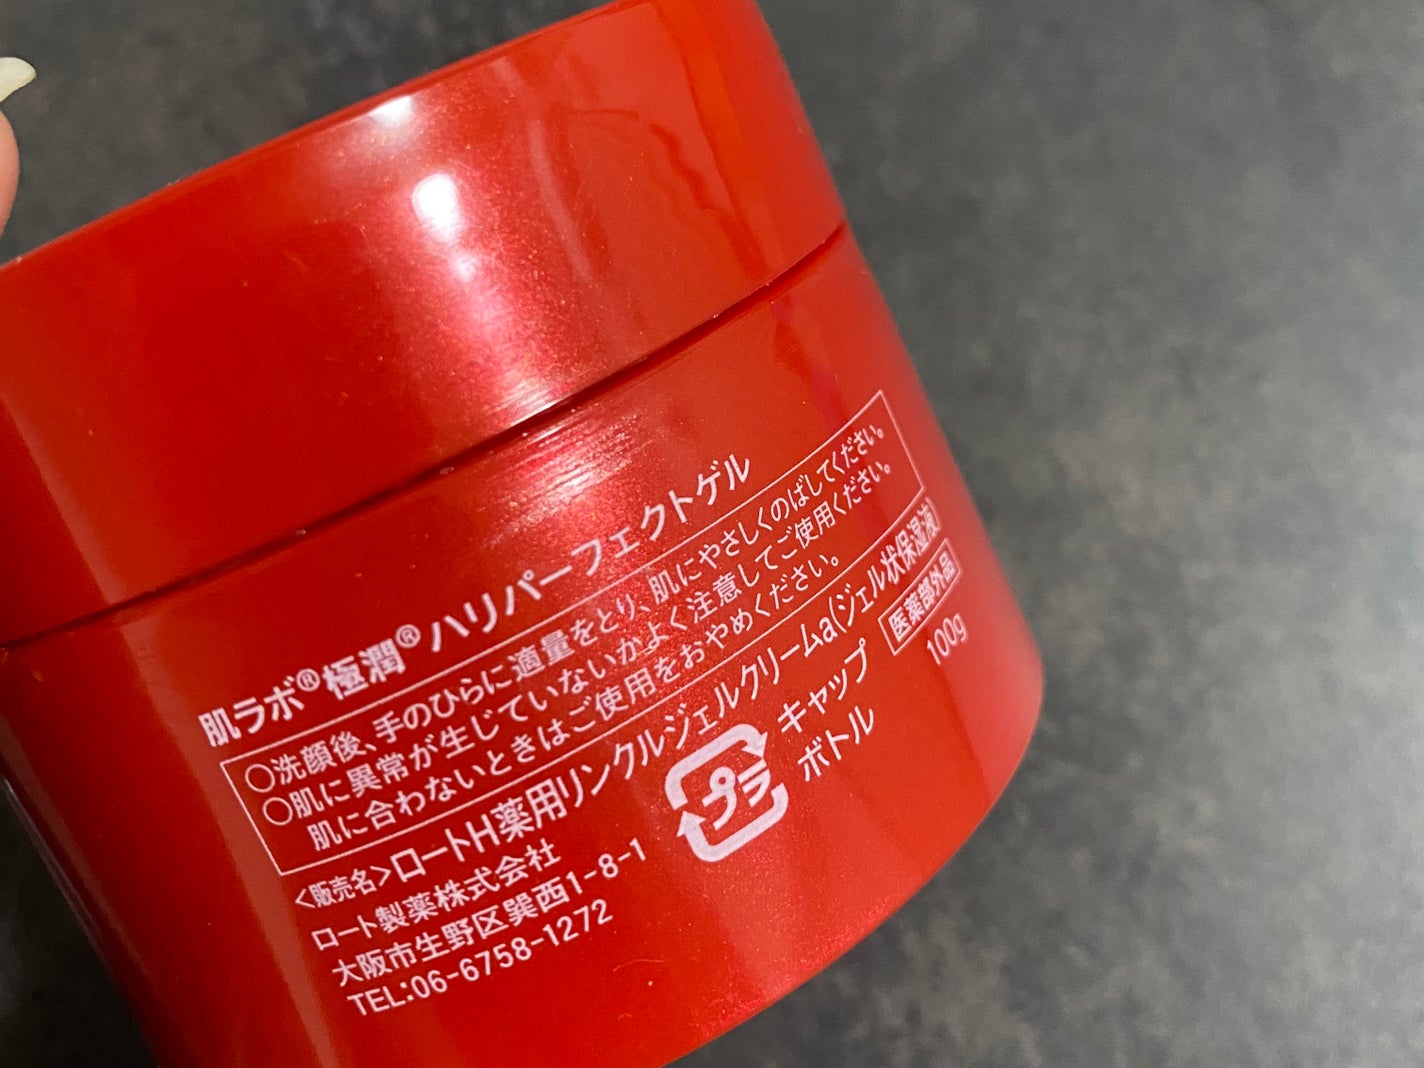 肌ラボ®極潤®ハリパーフェクトゲル
○洗顔後、手のひらに適量をとり、肌にやさしくのばしてください。
○肌に異常が生じていないかよく注意してご使用ください。
肌に合わないときはご使用をおやめください。
<販売名>ロートH薬用リンクルジェルクリームa(ジェル状保湿液)
ロート製薬株式会社
医薬部外品
大阪市生野区巽西1-8-1
100g
TEL:06-6758-1272
プラ
キャップ
ボトル